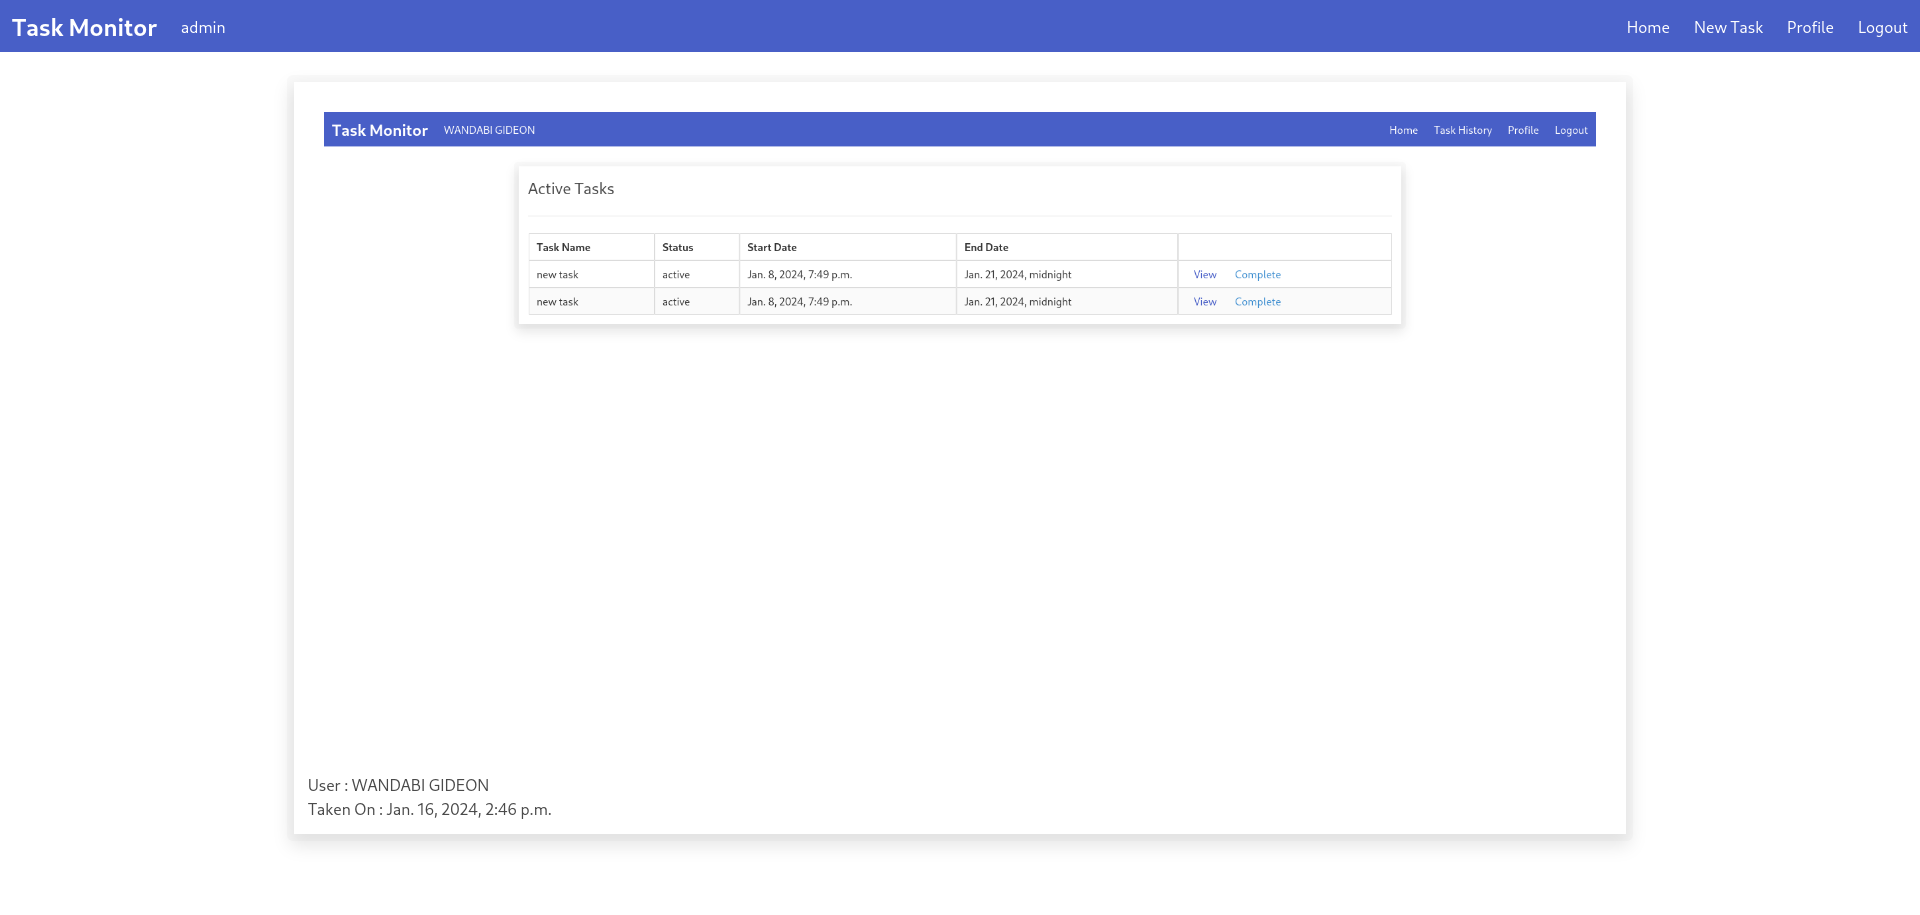 Task Monitor admin Home New Task Profile Logout
Task Monitor WANDABI GIDEON Home Task History Profile Logout
Active Tasks
Task Name Status Start Date End Date
new task active Jan. 8, 2024, 7:49 p.m. Jan. 21, 2024, midnight View Complete
new task active Jan. 8, 2024, 7:49 p.m. Jan. 21, 2024, midnight View Complete
User : WANDABI GIDEON
Taken On : Jan. 16, 2024, 2:46 p.m.